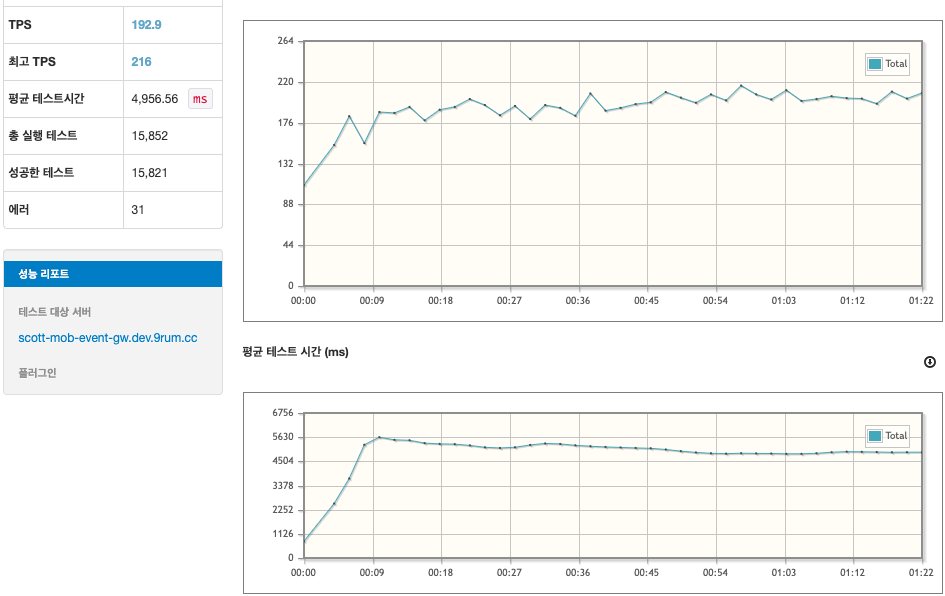 TPS 192.9
최고 TPS 216
평균 테스트시간 4,956.56 ms
총 실행 테스트 15,852
성공한 테스트 15,821
에러 31
성능 리포트
테스트 대상 서버
scott-mob-event-gw.dev.9rum.cc
플러그인
264
220
176
132
88
44
0
Total
00:00 00:09 00:18 00:27 00:36 00:45 00:54 01:03 01:12 01:22
평균 테스트 시간 (ms)
6756
5630
4504
3378
2252
1126
0
Total
00:00 00:09 00:18 00:27 00:36 00:45 00:54 01:03 01:12 01:22